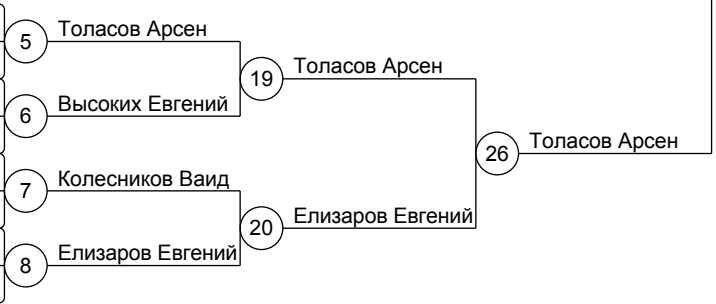 5 Толасов Арсен
19 Толасов Арсен
6 Высоких Евгений
26 Толасов Арсен
7 Колесников Ваид
20 Елизаров Евгений
8 Елизаров Евгений